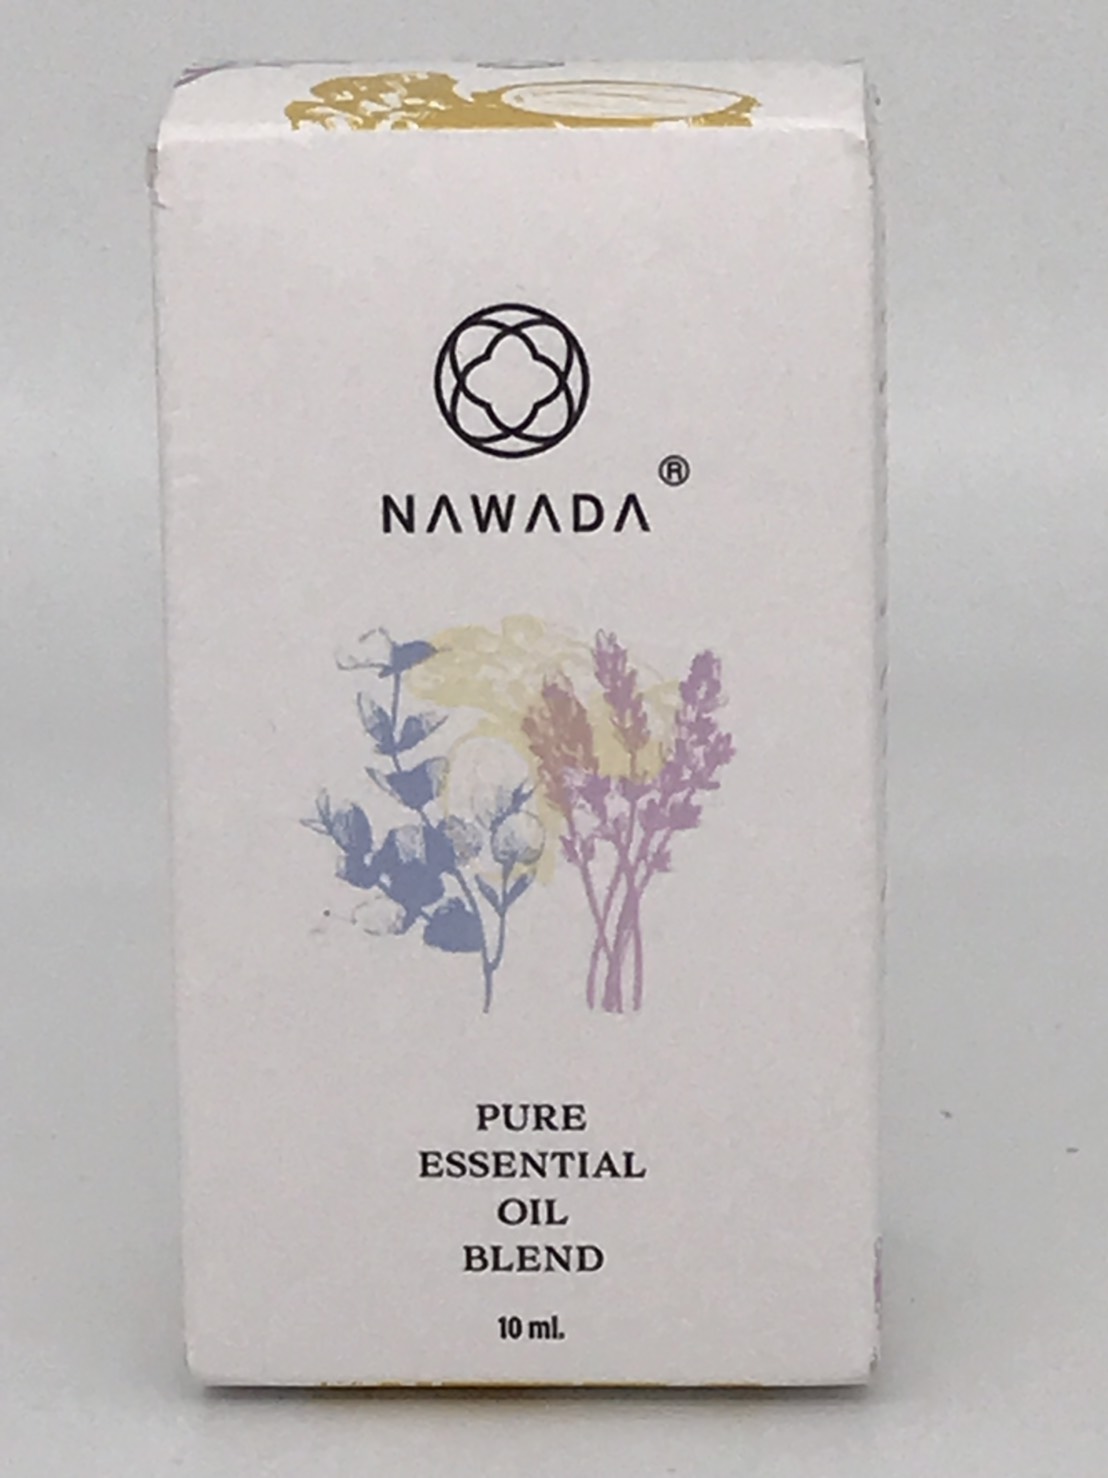 NAWADA®
PURE
ESSENTIAL
OIL
BLEND
10 ml.